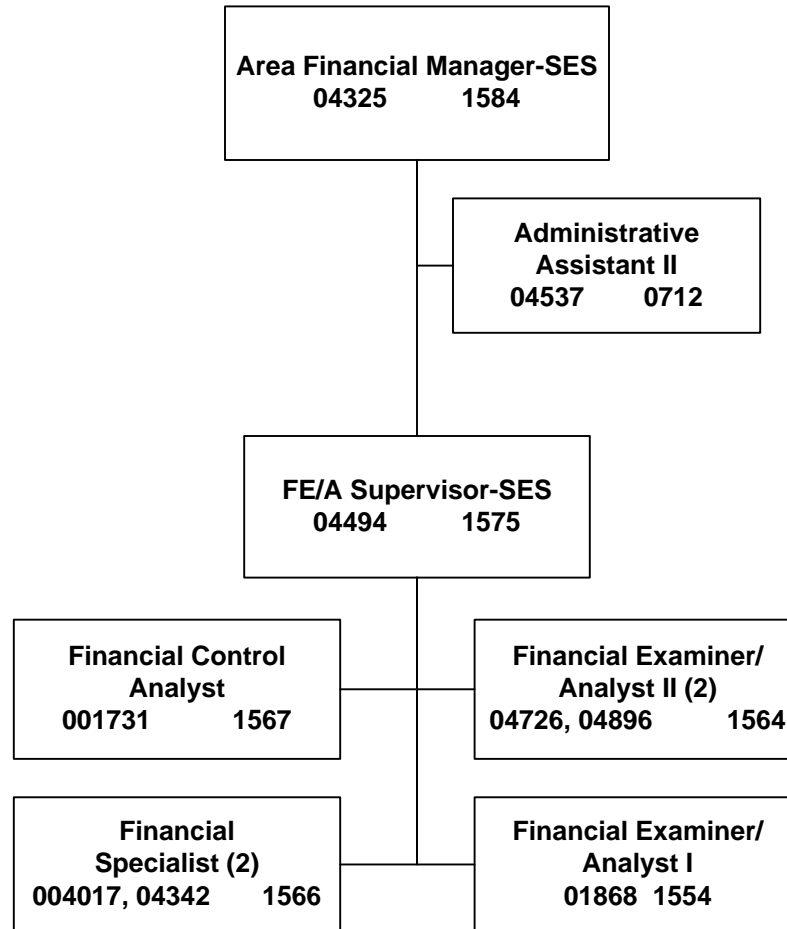 Area Financial Manager-SES
04325 1584
Administrative
Assistant II
04537 0712
FE/A Supervisor-SES
04494 1575
Financial Control
Analyst
001731 1567
Financial Examiner/
Analyst II (2)
04726, 04896 1564
Financial
Specialist (2)
004017, 04342 1566
Financial Examiner/
Analyst I
01868 1554